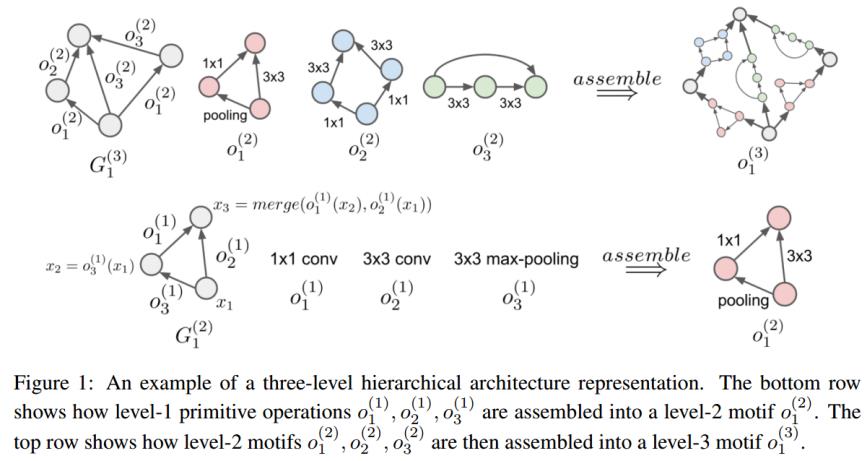 o_3^{(2)}
o_2^{(2)}
o_3^{(2)}
o_1^{(2)}
o_1^{(2)}
G_1^{(3)}
1x1
3x3
pooling
o_1^{(2)}
3x3
3x3
1x1
1x1
o_2^{(2)}
3x3
3x3
o_3^{(2)}
assemble
o_1^{(3)}
x_3 = merge(o_1^{(1)}(x_2), o_2^{(1)}(x_1))
o_1^{(1)}
o_2^{(1)}
x_2 = o_3^{(1)}(x_1)
o_3^{(1)}
x_1
G_1^{(2)}
1x1 conv
o_1^{(1)}
3x3 conv
o_2^{(1)}
3x3 max-pooling
o_3^{(1)}
assemble
1x1
3x3
pooling
o_1^{(2)}
Figure 1: An example of a three-level hierarchical architecture representation. The bottom row
shows how level-1 primitive operations o_1^{(1)}, o_2^{(1)}, o_3^{(1)} are assembled into a level-2 motif o_1^{(2)}. The
top row shows how level-2 motifs o_1^{(2)}, o_2^{(2)}, o_3^{(2)} are then assembled into a level-3 motif o_1^{(3)}.